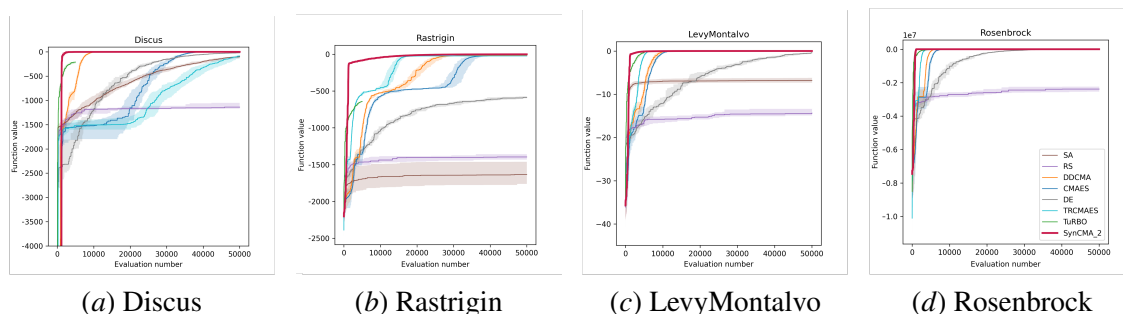 Discus
Function value
0
-500
-1000
-1500
-2000
-2500
-3000
-3500
-4000
0
10000
20000
30000
40000
50000
Evaluation number
(a) Discus
Rastrigin
Function value
0
-500
-1000
-1500
-2000
-2500
0
10000
20000
30000
40000
50000
Evaluation number
(b) Rastrigin
LevyMontalvo
Function value
0
-10
-20
-30
-40
0
10000
20000
30000
40000
50000
Evaluation number
(c) LevyMontalvo
Rosenbrock
1e7
Function value
0.0
-0.2
-0.4
-0.6
-0.8
-1.0
0
10000
20000
30000
40000
50000
Evaluation number
SA
RS
DDCMA
CMAES
DE
TRCMAES
TuRBO
SynCMA_2
(d) Rosenbrock